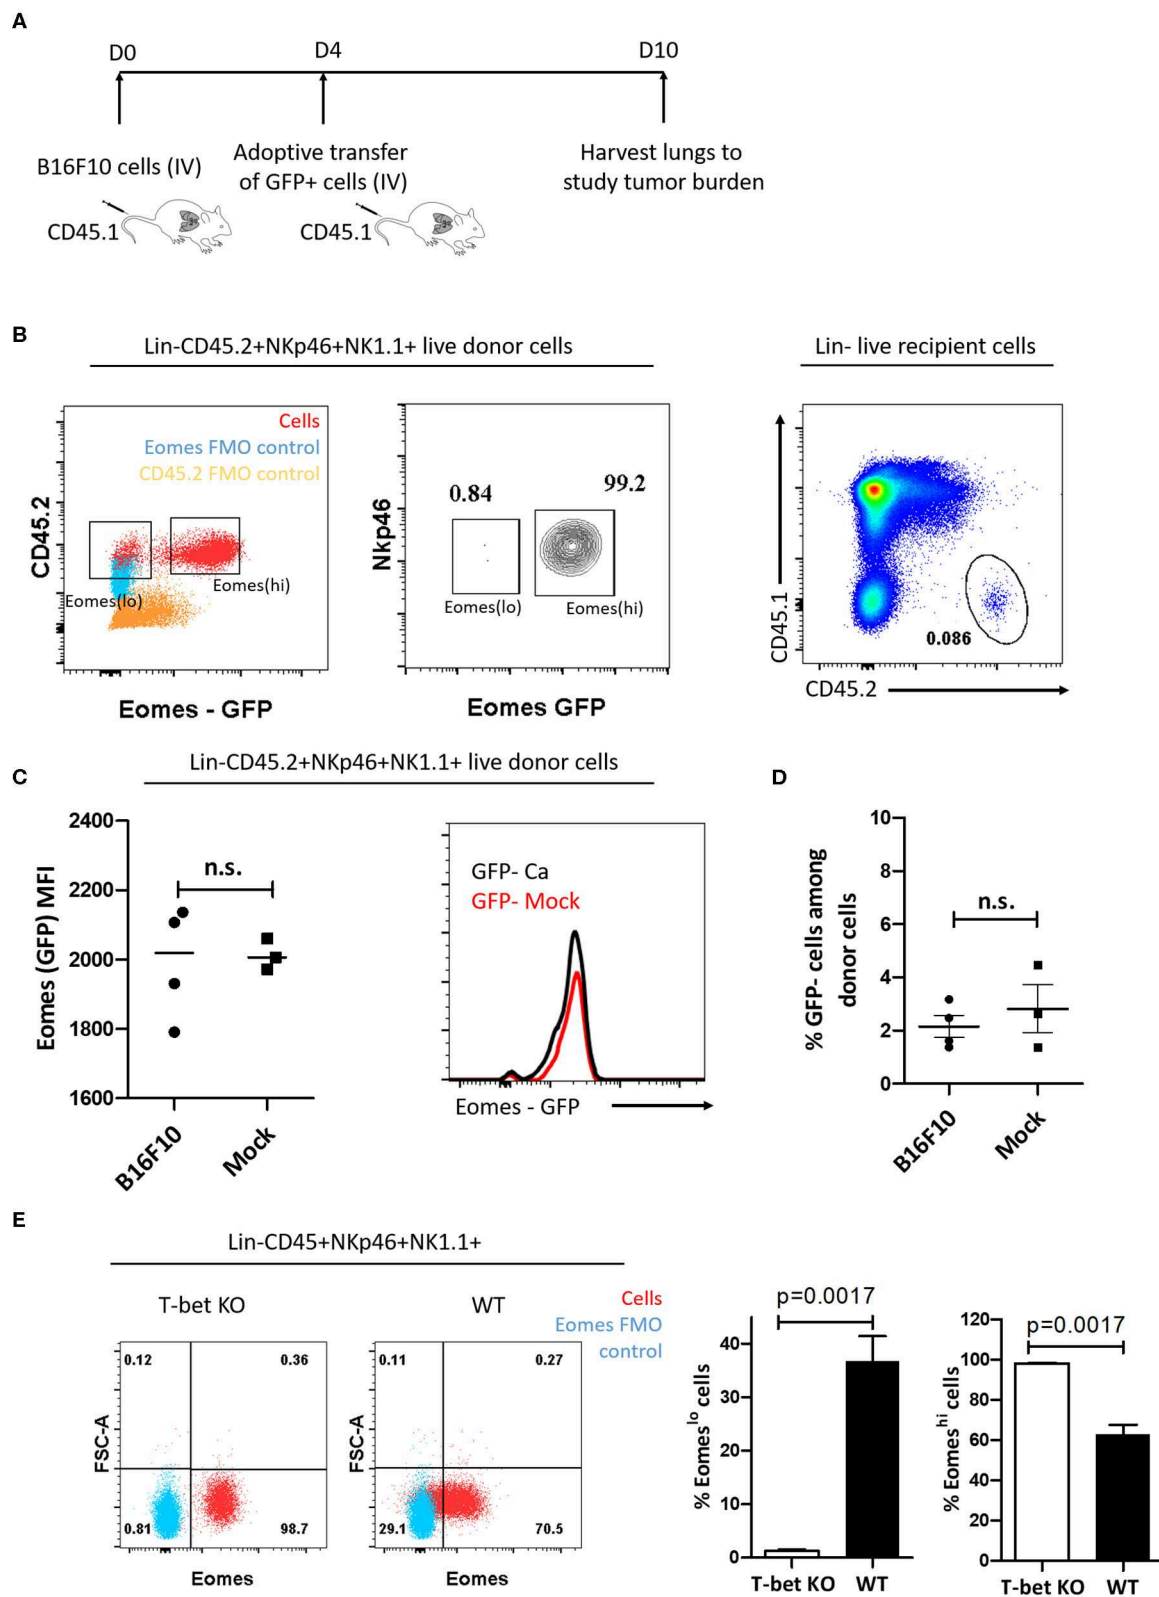 A
D0
D4
D10
B16F10 cells (IV)
CD45.1
Adoptive transfer
of GFP+ cells (IV)
CD45.1
Harvest lungs to
study tumor burden
B
Lin-CD45.2+NKp46+NK1.1+ live donor cells
Lin- live recipient cells
Cells
Eomes FMO control
CD45.2 FMO control
CD45.2
Eomes(lo)
Eomes(hi)
Eomes - GFP
Nkp46
0.84
99.2
Eomes(lo)
Eomes(hi)
Eomes GFP
CD45.1
0.086
CD45.2
C
Lin-CD45.2+NKp46+NK1.1+ live donor cells
Eomes (GFP) MFI
2400
2200
2000
1800
1600
n.s.
B16F10
Mock
GFP- Ca
GFP- Mock
Eomes - GFP
D
% GFP- cells among
donor cells
10
8
6
4
2
0
n.s.
B16F10
Mock
E
Lin-CD45+NKp46+NK1.1+
T-bet KO
WT
Cells
Eomes FMO
control
FSC-A
0.12
0.36
0.81
98.7
Eomes
FSC-A
0.11
0.27
29.1
70.5
Eomes
p=0.0017
% Eomes^lo cells
40
30
20
10
0
T-bet KO
WT
p=0.0017
% Eomes^hi cells
120
100
80
60
40
20
0
T-bet KO
WT